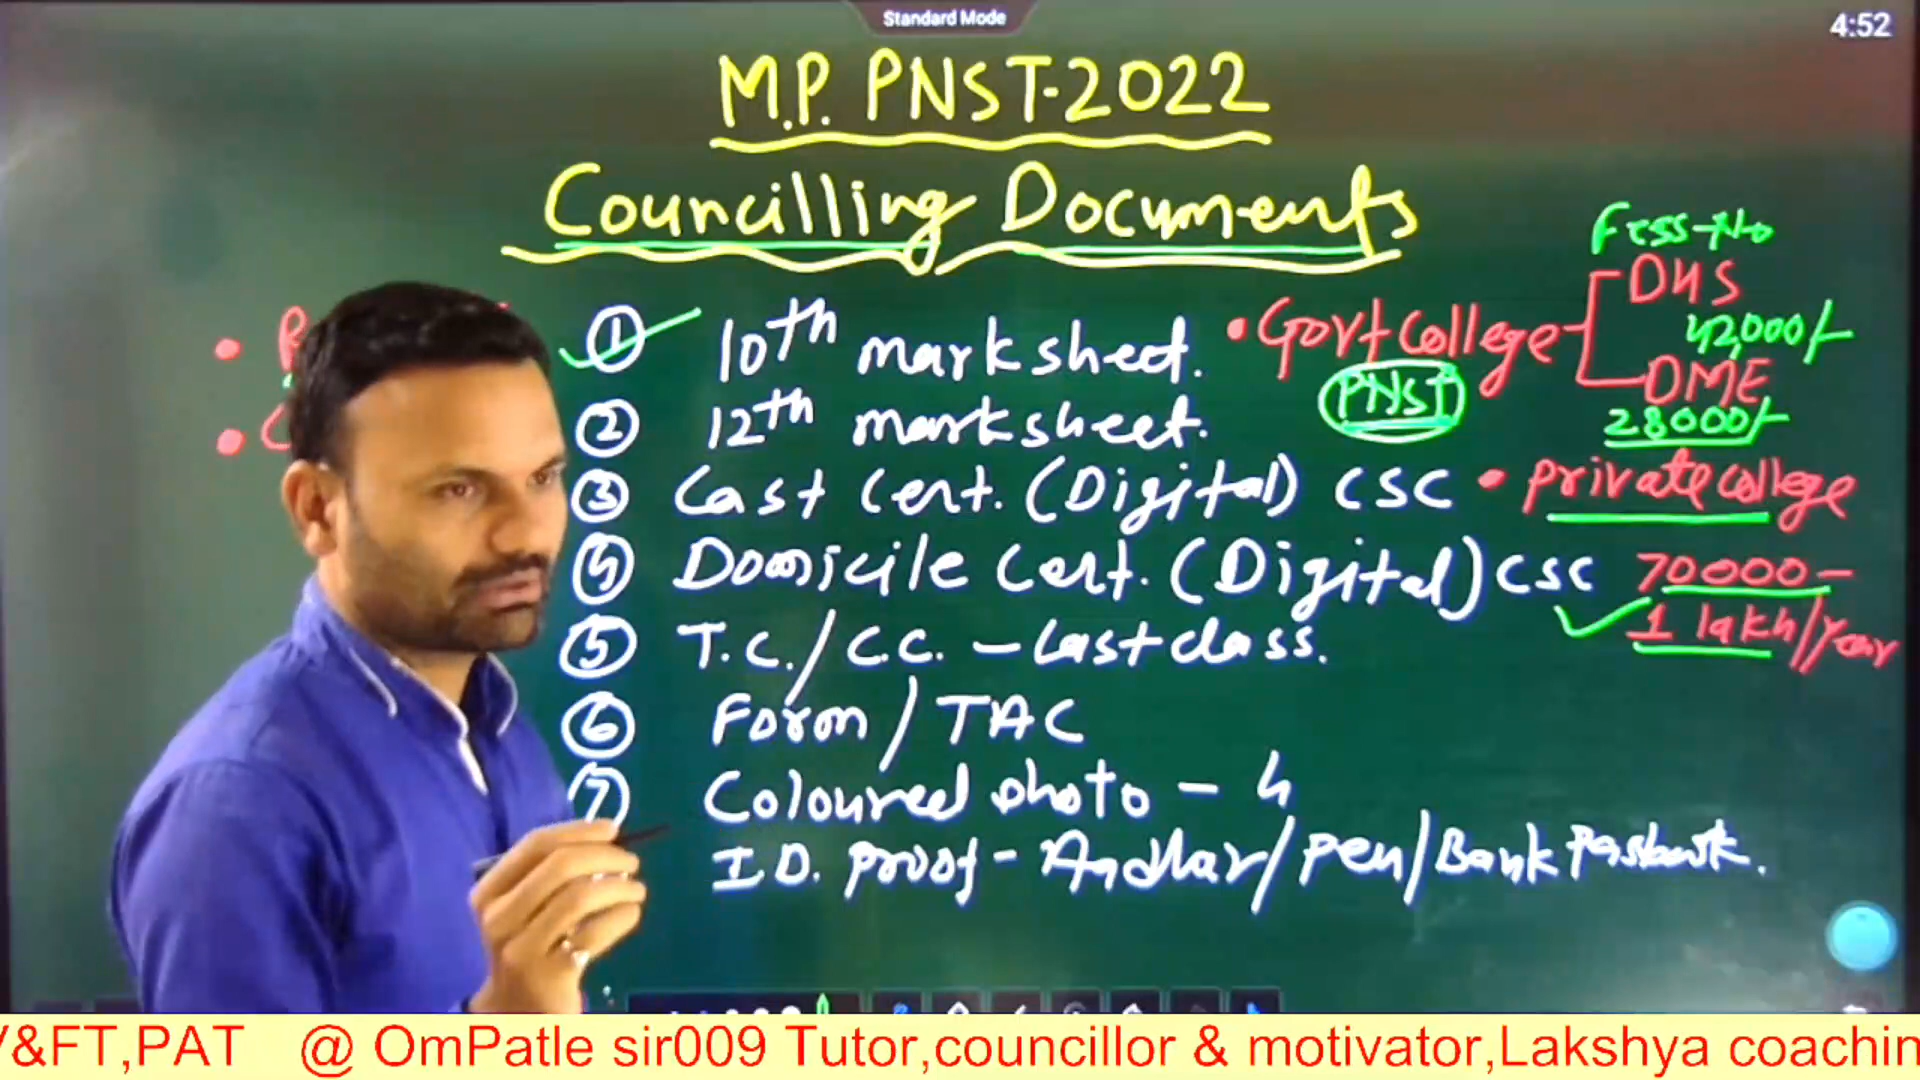 Standard Mode
4:52
M.P. PNST-2022
Councilling Documents
① 10th marksheet.
② 12th marksheet.
③ Cast Cert. (Digital) CSC
④ Domicile Cert. (Digital) CSC
⑤ T.C./C.C. - Last class.
⑥ Form / TAC
⑦ Coloured photo - 4
I.D. proof - Aadhar/Pen/Bank Passbook.
Fess-No
DHS
42,000/-
• Govt College
PNST
DME
28000/-
• private college
70000 -
1 lakh/year
V&FT,PAT @ OmPatle sir009 Tutor,councillor & motivator,Lakshya coachin